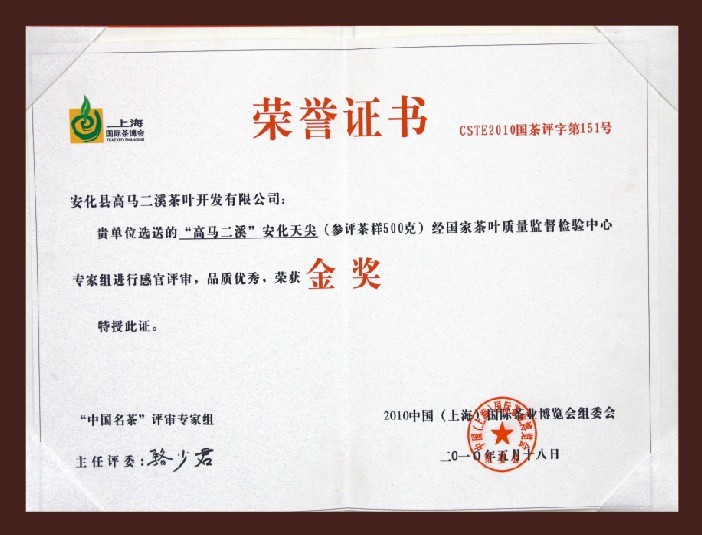 上海
国际茶博会
荣誉证书
CSTE2010国茶评字第151号
安化县高马二溪茶叶开发有限公司:
贵单位选送的“高马二溪”安化天尖(参评茶样500克)经国家茶叶质量监督检验中心
专家组进行感官评审,品质优秀、荣获 金奖
特授此证。
“中国名茶”评审专家组
2010中国(上海)国际茶业博览会组委会
主任评委:骆少君
二〇一〇年五月十八日